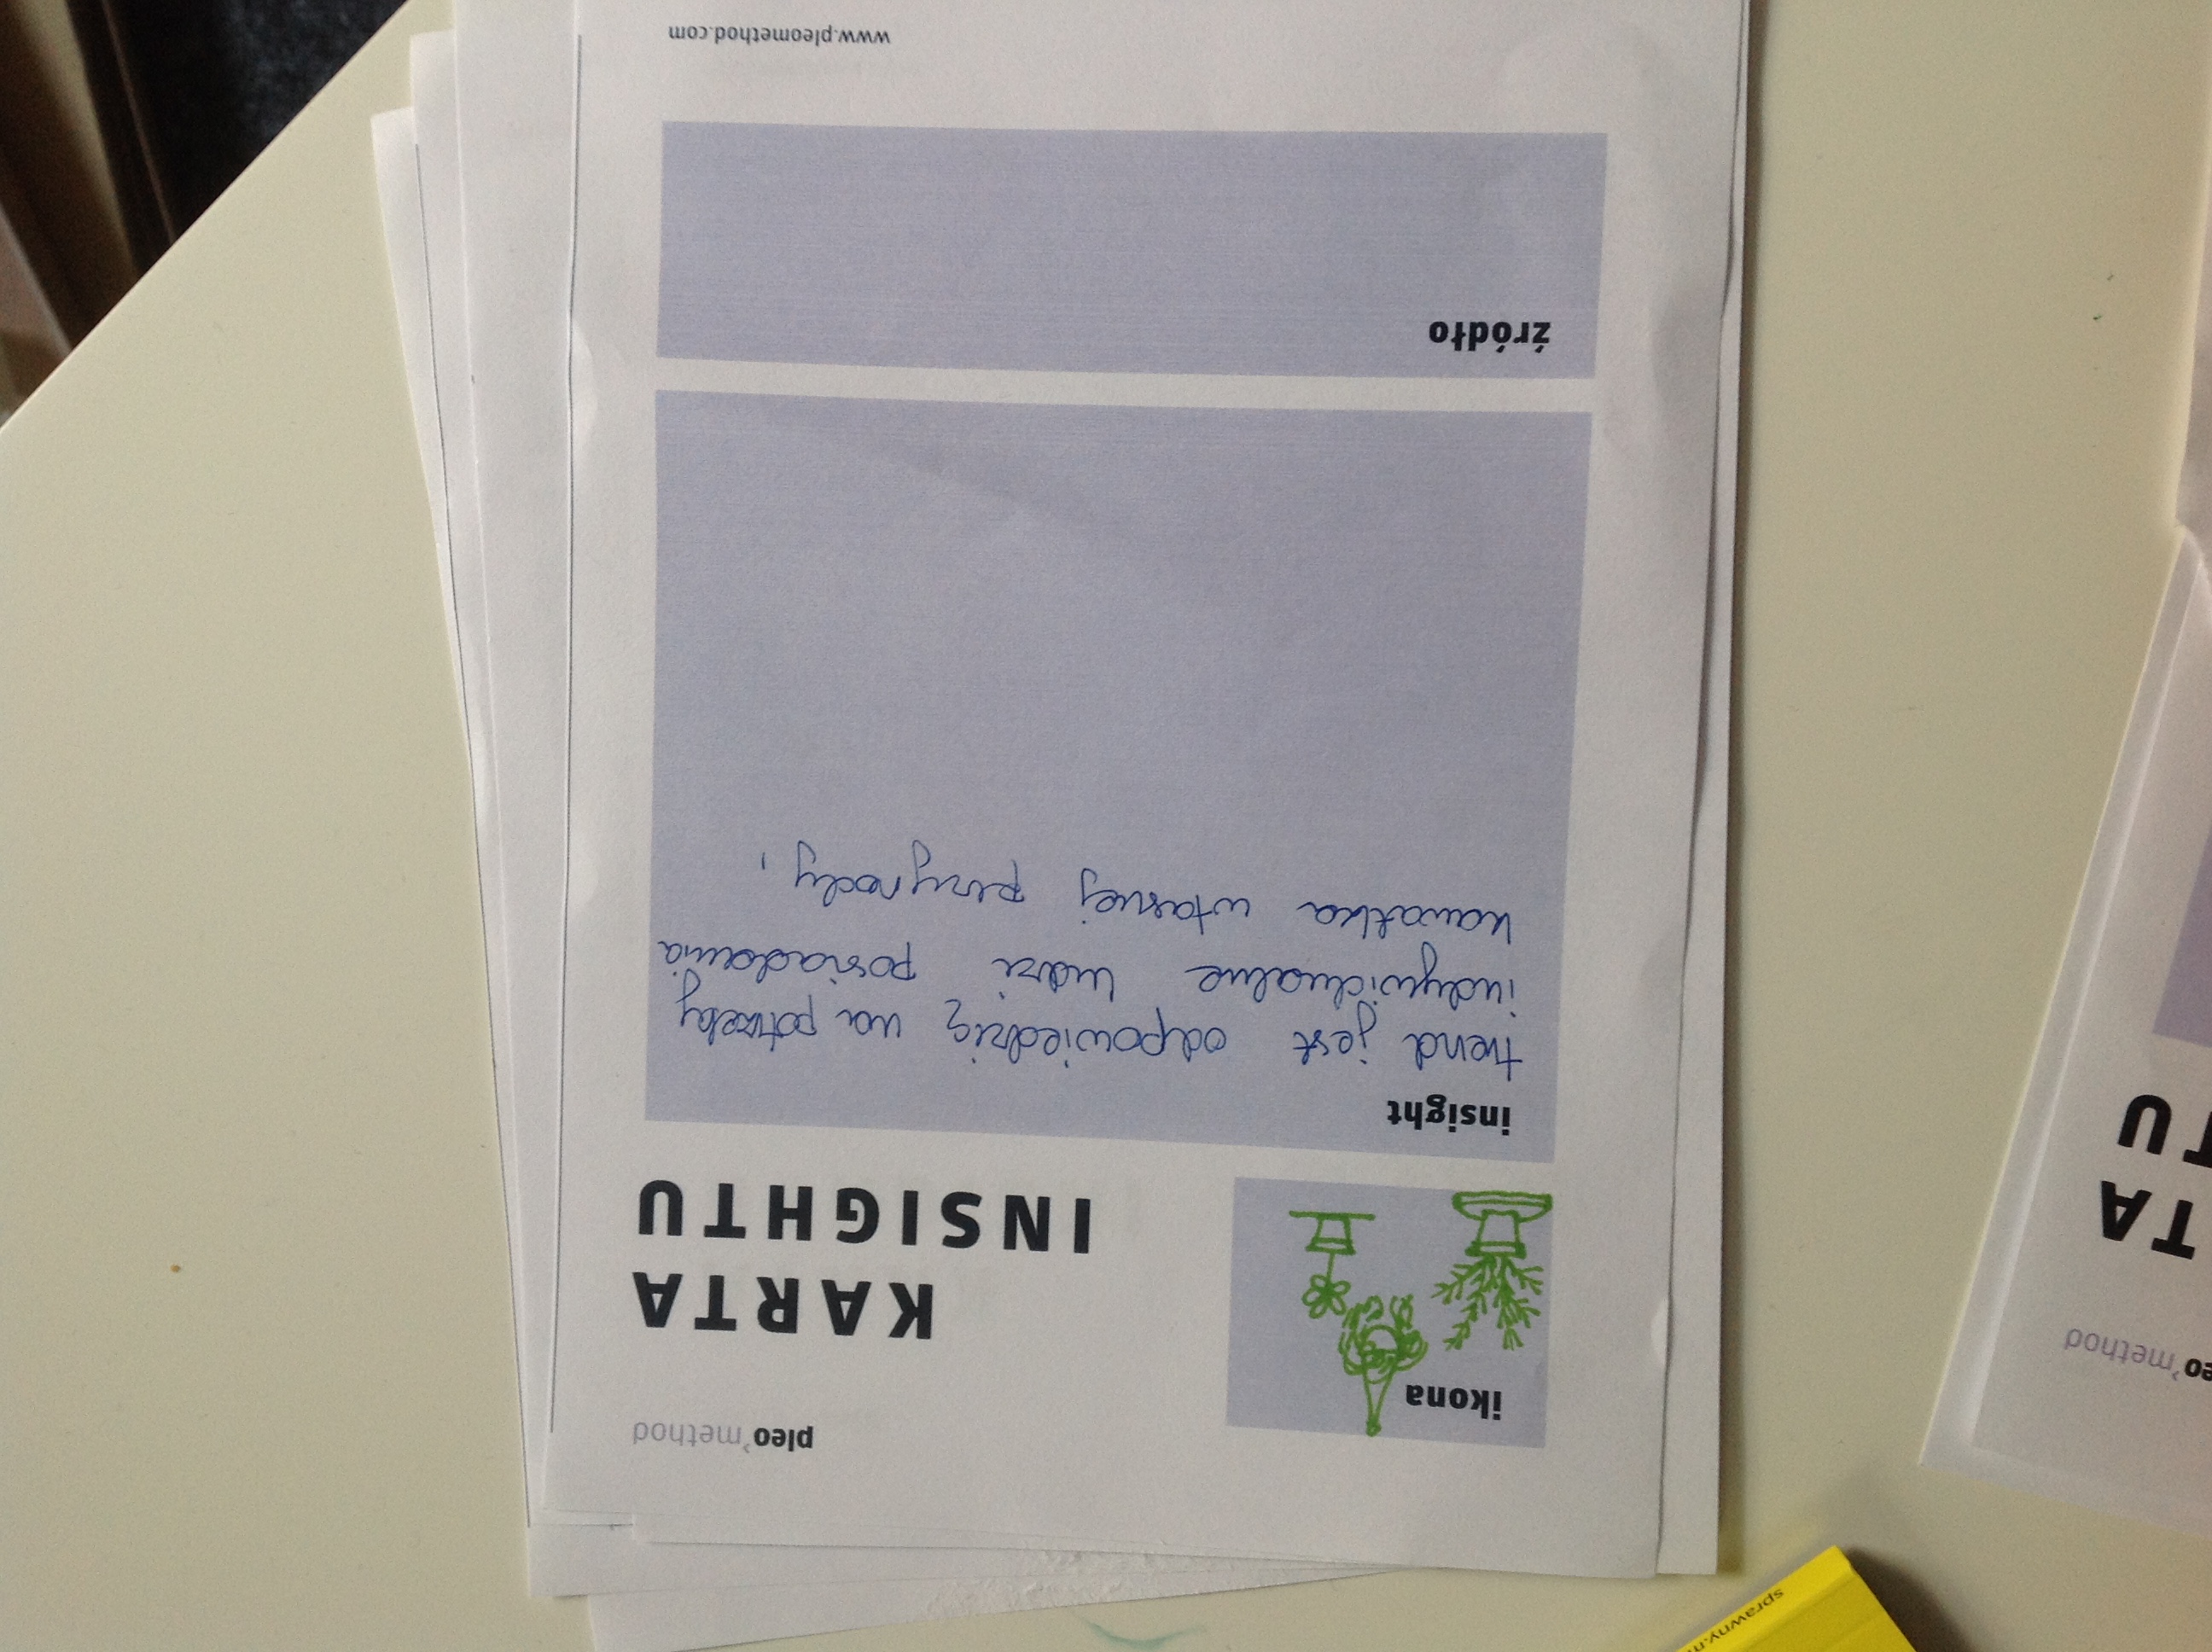 sprawny.m
eo’method
TA
TU
pleo’method
ikona
KARTA
INSIGHTU
insight
trend jest odpowiedzią na potrzeby
indywidualne ludzi posiadania
kawałka własnej przyrody,
źródło
www.pleomethod.com